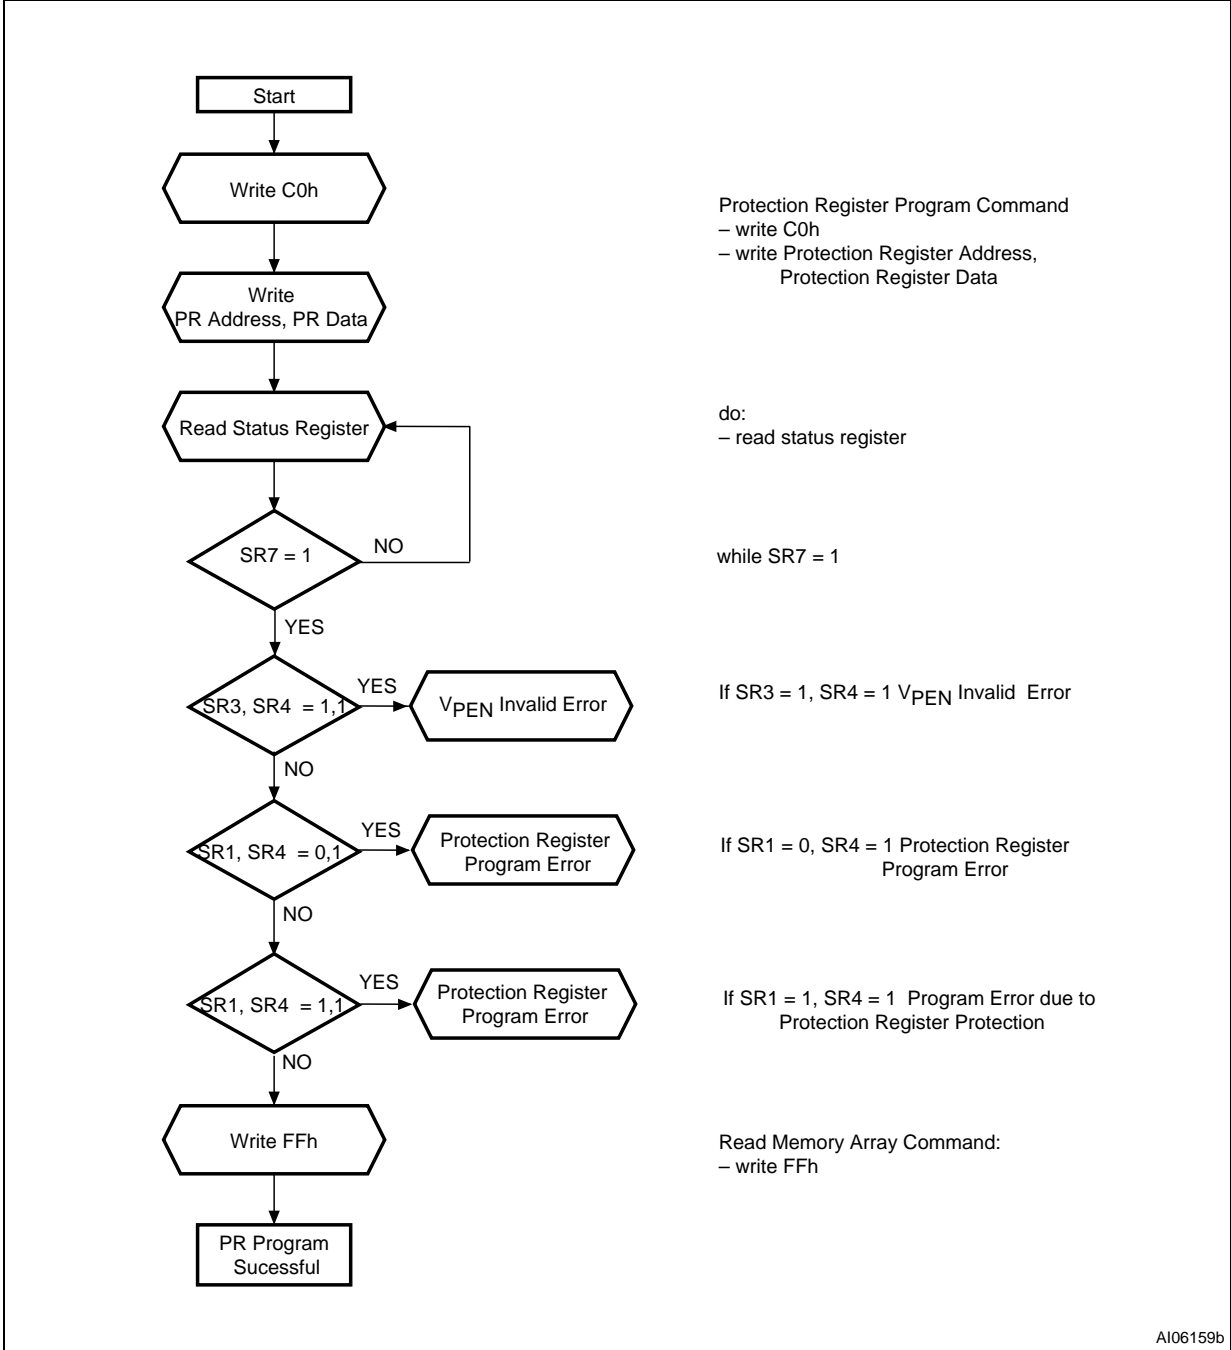 Start
Write C0h
Protection Register Program Command
– write C0h
– write Protection Register Address,
Protection Register Data
Write
PR Address, PR Data
Read Status Register
do:
– read status register
SR7 = 1
NO
while SR7 = 1
YES
SR3, SR4 = 1,1
YES
VPEN Invalid Error
If SR3 = 1, SR4 = 1 VPEN Invalid Error
NO
SR1, SR4 = 0,1
YES
Protection Register
Program Error
If SR1 = 0, SR4 = 1 Protection Register
Program Error
NO
SR1, SR4 = 1,1
YES
Protection Register
Program Error
If SR1 = 1, SR4 = 1 Program Error due to
Protection Register Protection
NO
Write FFh
Read Memory Array Command:
– write FFh
PR Program
Sucessful
AI06159b